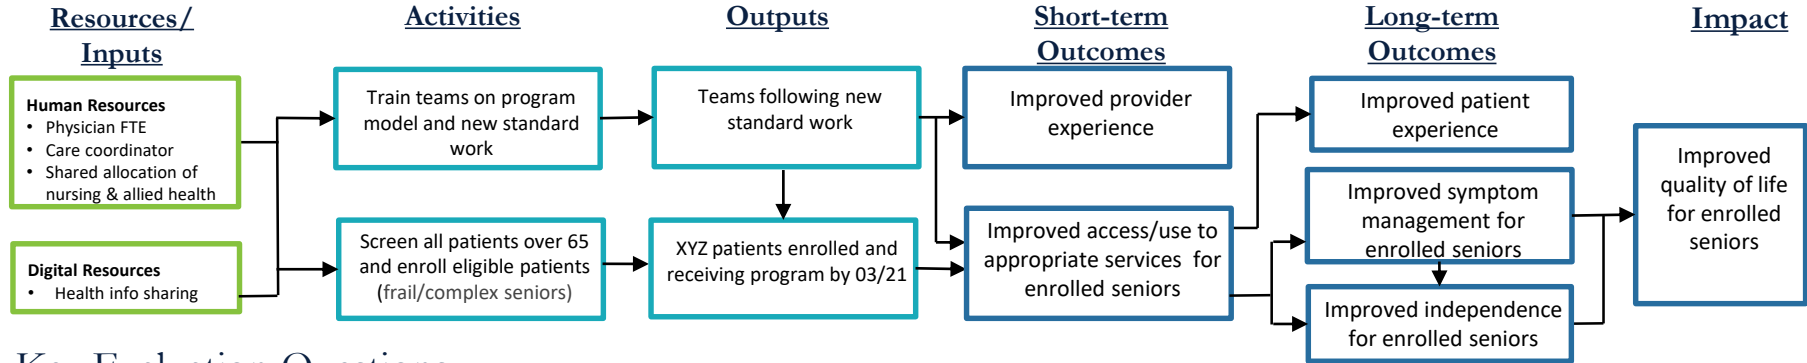 Resources/
Inputs
Activities
Outputs
Short-term
Outcomes
Long-term
Outcomes
Impact
Human Resources
• Physician FTE
• Care coordinator
• Shared allocation of
nursing & allied health
Digital Resources
• Health info sharing
Train teams on program
model and new standard
work
Screen all patients over 65
and enroll eligible patients
(frail/complex seniors)
Teams following new
standard work
XYZ patients enrolled and
receiving program by 03/21
Improved provider
experience
Improved access/use to
appropriate services for
enrolled seniors
Improved patient
experience
Improved symptom
management for
enrolled seniors
Improved independence
for enrolled seniors
Improved
quality of life
for enrolled
seniors
Key Evaluation Questions